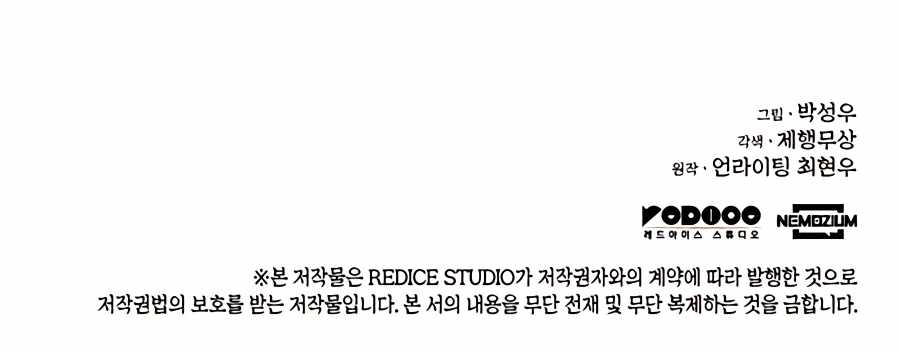 그림 · 박성우
각색 · 제행무상
원작 · 언라이팅 최현우
REDICE NEMOZIUM
레드아이스 스튜디오
※본 저작물은 REDICE STUDIO가 저작권자와의 계약에 따라 발행한 것으로
저작권법의 보호를 받는 저작물입니다. 본 서의 내용을 무단 전재 및 무단 복제하는 것을 금합니다.